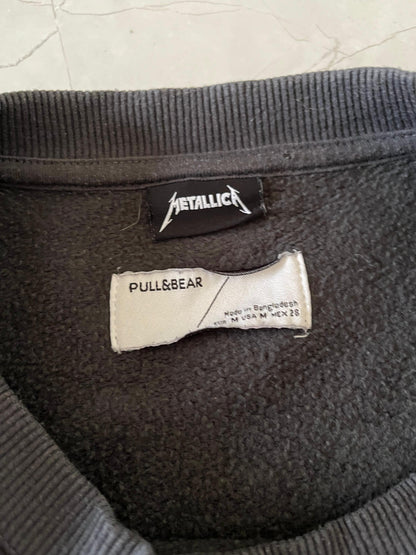 METALLICA
PULL&BEAR
Made in Bangladesh
EUR M USA M MEX 28